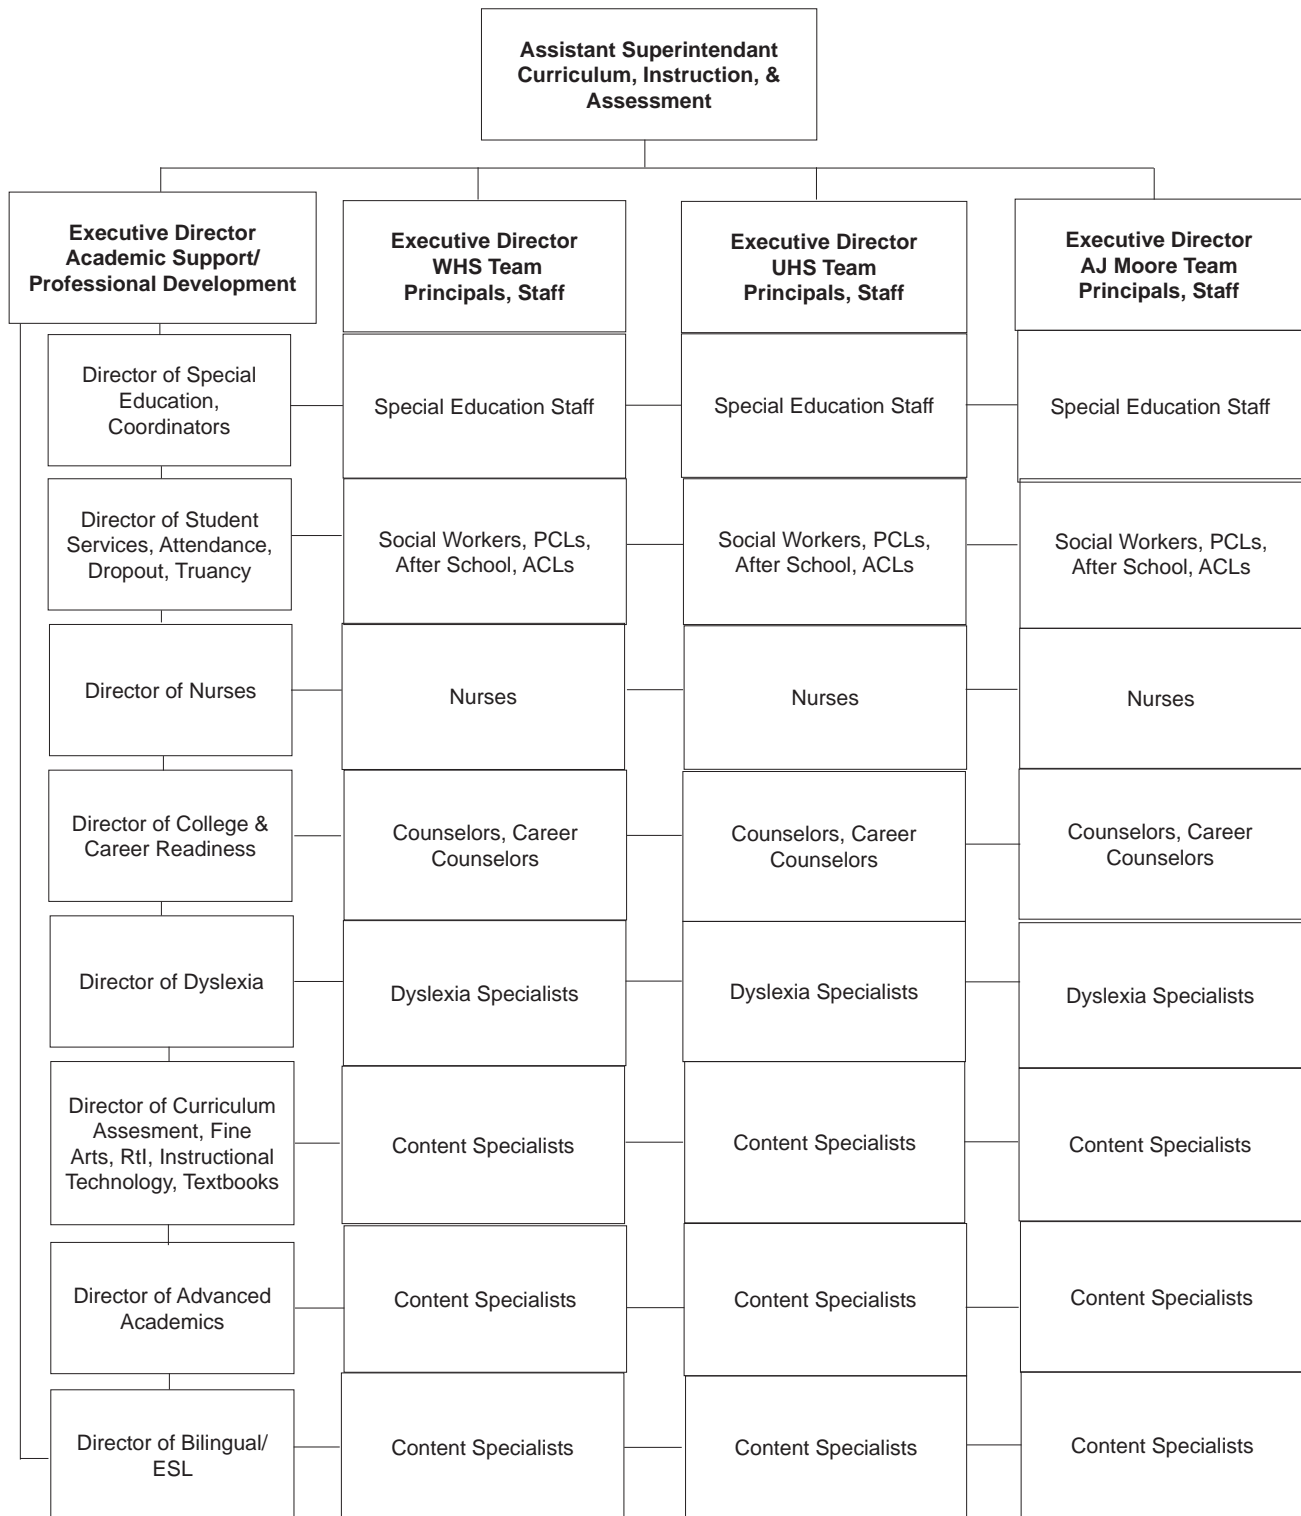 Assistant Superintendant
Curriculum, Instruction, &
Assessment
Executive Director
Academic Support/
Professional Development
Executive Director
WHS Team
Principals, Staff
Executive Director
UHS Team
Principals, Staff
Executive Director
AJ Moore Team
Principals, Staff
Director of Special
Education,
Coordinators
Special Education Staff
Special Education Staff
Special Education Staff
Director of Student
Services, Attendance,
Dropout, Truancy
Social Workers, PCLs,
After School, ACLs
Social Workers, PCLs,
After School, ACLs
Social Workers, PCLs,
After School, ACLs
Director of Nurses
Nurses
Nurses
Nurses
Director of College &
Career Readiness
Counselors, Career
Counselors
Counselors, Career
Counselors
Counselors, Career
Counselors
Director of Dyslexia
Dyslexia Specialists
Dyslexia Specialists
Dyslexia Specialists
Director of Curriculum
Assesment, Fine
Arts, RtI, Instructional
Technology, Textbooks
Content Specialists
Content Specialists
Content Specialists
Director of Advanced
Academics
Content Specialists
Content Specialists
Content Specialists
Director of Bilingual/
ESL
Content Specialists
Content Specialists
Content Specialists